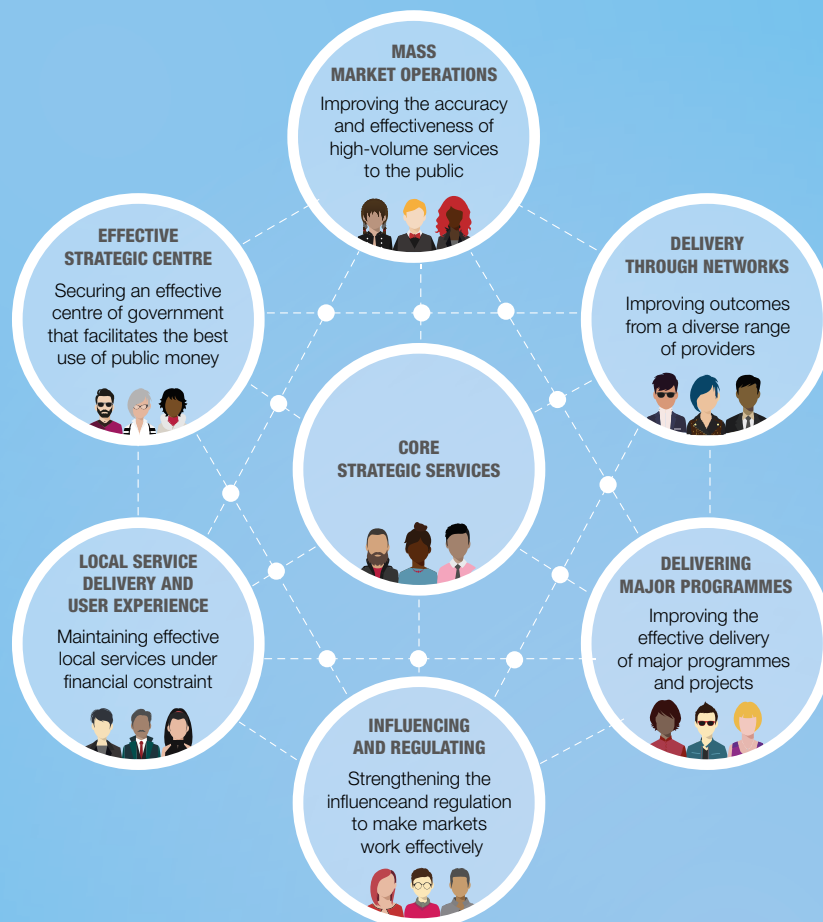 MASS
MARKET OPERATIONS
Improving the accuracy
and effectiveness of
high-volume services
to the public
EFFECTIVE
STRATEGIC CENTRE
Securing an effective
centre of government
that facilitates the best
use of public money
DELIVERY
THROUGH NETWORKS
Improving outcomes
from a diverse range
of providers
CORE
STRATEGIC SERVICES
LOCAL SERVICE
DELIVERY AND
USER EXPERIENCE
Maintaining effective
local services under
financial constraint
DELIVERING
MAJOR PROGRAMMES
Improving the
effective delivery
of major programmes
and projects
INFLUENCING
AND REGULATING
Strengthening the
influenceand regulation
to make markets
work effectively